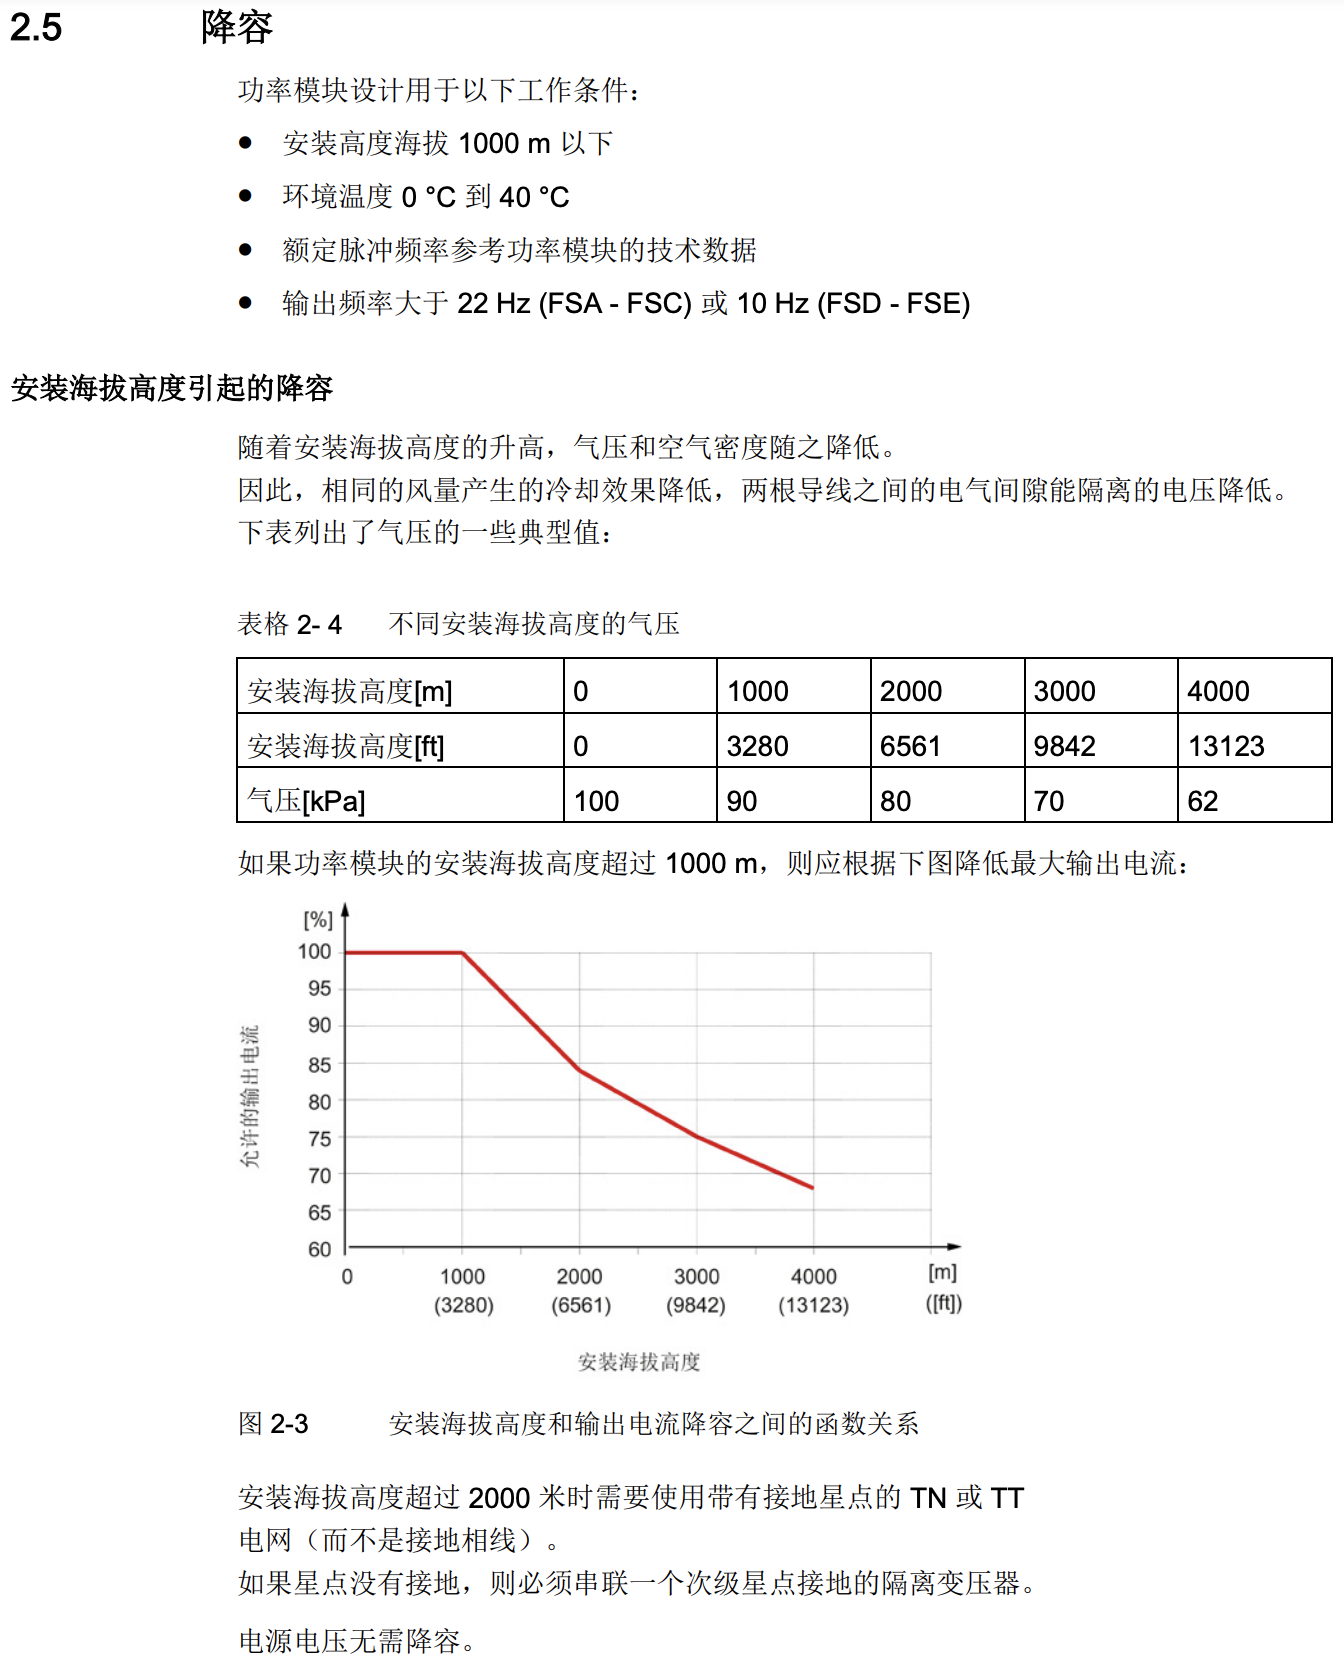 2.5 降容
功率模块设计用于以下工作条件：
● 安装高度海拔 1000 m 以下
● 环境温度 0 °C 到 40 °C
● 额定脉冲频率参考功率模块的技术数据
● 输出频率大于 22 Hz (FSA - FSC) 或 10 Hz (FSD - FSE)
安装海拔高度引起的降容
随着安装海拔高度的升高，气压和空气密度随之降低。
因此，相同的风量产生的冷却效果降低，两根导线之间的电气间隙能隔离的电压降低。
下表列出了气压的一些典型值：
表格 2- 4 不同安装海拔高度的气压
安装海拔高度[m] 0 1000 2000 3000 4000
安装海拔高度[ft] 0 3280 6561 9842 13123
气压[kPa] 100 90 80 70 62
如果功率模块的安装海拔高度超过 1000 m，则应根据下图降低最大输出电流：
[%]
100
95
90
85
80
75
70
65
60
允许的输出电流
0 1000 2000 3000 4000 [m]
(3280) (6561) (9842) (13123) ([ft])
安装海拔高度
图 2-3 安装海拔高度和输出电流降容之间的函数关系
安装海拔高度超过 2000 米时需要使用带有接地星点的 TN 或 TT
电网（而不是接地相线）。
如果星点没有接地，则必须串联一个次级星点接地的隔离变压器。
电源电压无需降容。